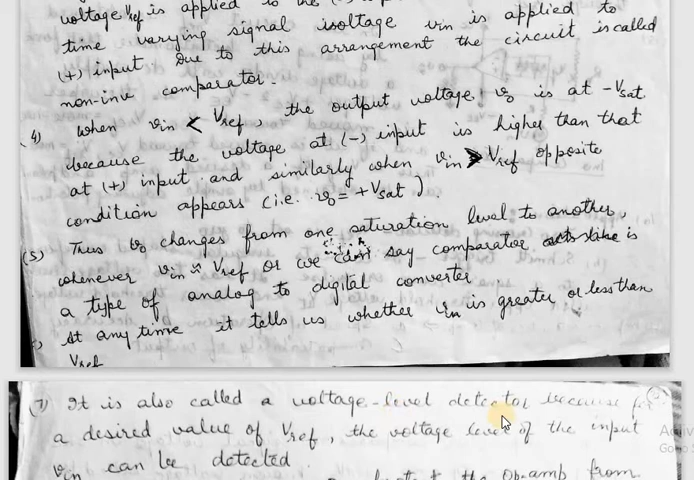 voltage Vref is applied to the
time varying signal isoltage vin is applied to
(+) input Due to this arrangement the circuit is called
non-inv comparator.
(4) When vin < Vref, the output voltage vo is at -Vsat
because the voltage at (-) input is higher than that
at (+) input and similarly when vin > Vref opposite
condition appears (i.e. vo = +Vsat).
(5) Thus vo changes from one saturation level to another,
whenever vin ≈ Vref or we can say comparator is
a type of analog to digital converter
At any time it tells us whether vin is greater or less than
Vref
(7) It is also called a voltage-level detector because for
a desired value of Vref, the voltage level of the input
vin can be detected.
the Op-amp from